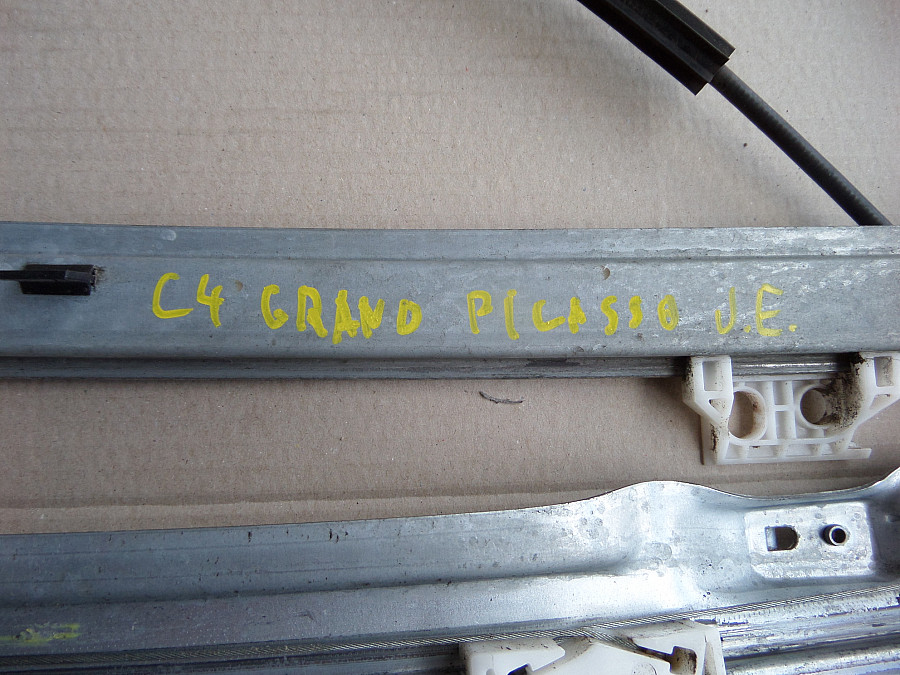 C4 GRAND PICASSO J.E.